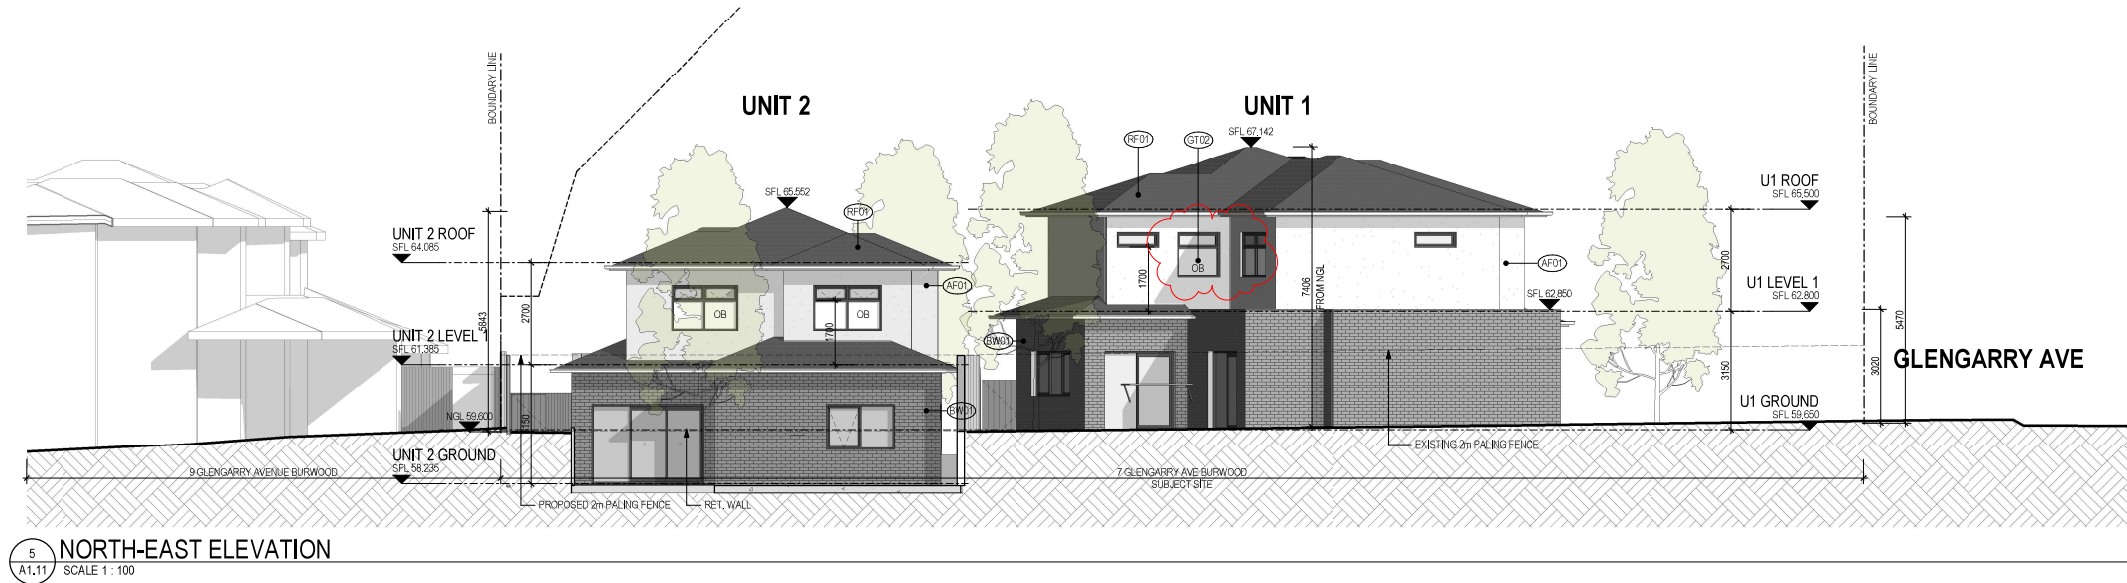 BOUNDARY LINE
UNIT 2
UNIT 1
BOUNDARY LINE
SFL 67.142
RF01
GT02
SFL 65.552
RF01
UNIT 2 ROOF
SFL 64.085
U1 ROOF
SFL 65.500
AF01
AF01
OB
OB
OB
1700
1700
2700
5843
7406
FROM NGL
SFL 62.850
2700
U1 LEVEL 1
SFL 62.800
5470
UNIT 2 LEVEL 1
SFL 61.385
BW01
3150
3020
GLENGARRY AVE
NGL 59.600
BW01
U1 GROUND
SFL 59.650
EXISTING 2m PALING FENCE
UNIT 2 GROUND
SFL 58.235
9 GLENGARRY AVENUE BURWOOD
7 GLENGARRY AVE BURWOOD
SUBJECT SITE
PROPOSED 2m PALING FENCE
RET. WALL
5
A1.11
NORTH-EAST ELEVATION
SCALE 1 : 100